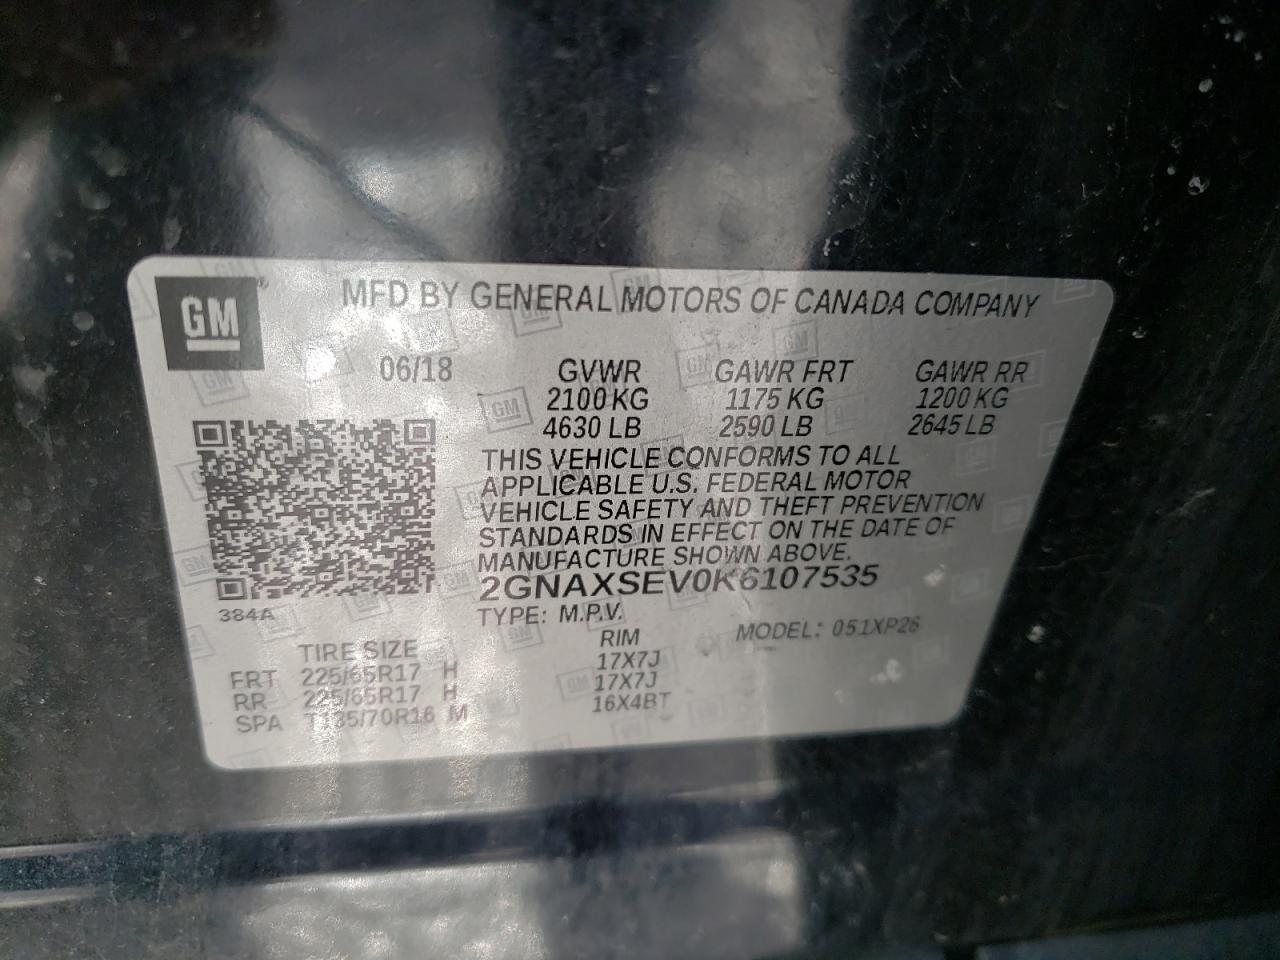 GM
MFD BY GENERAL MOTORS OF CANADA COMPANY
06/18 GVWR GAWR FRT GAWR RR
2100 KG 1175 KG 1200 KG
4630 LB 2590 LB 2645 LB
THIS VEHICLE CONFORMS TO ALL
APPLICABLE U.S. FEDERAL MOTOR
VEHICLE SAFETY AND THEFT PREVENTION
STANDARDS IN EFFECT ON THE DATE OF
MANUFACTURE SHOWN ABOVE.
2GNAXSEV0K6107535
384A
TYPE: M.P.V.
MODEL: 051XP26
TIRE SIZE RIM
FRT 225/65R17 H 17X7J
RR 225/65R17 H 17X7J
SPA T135/70R16 M 16X4BT